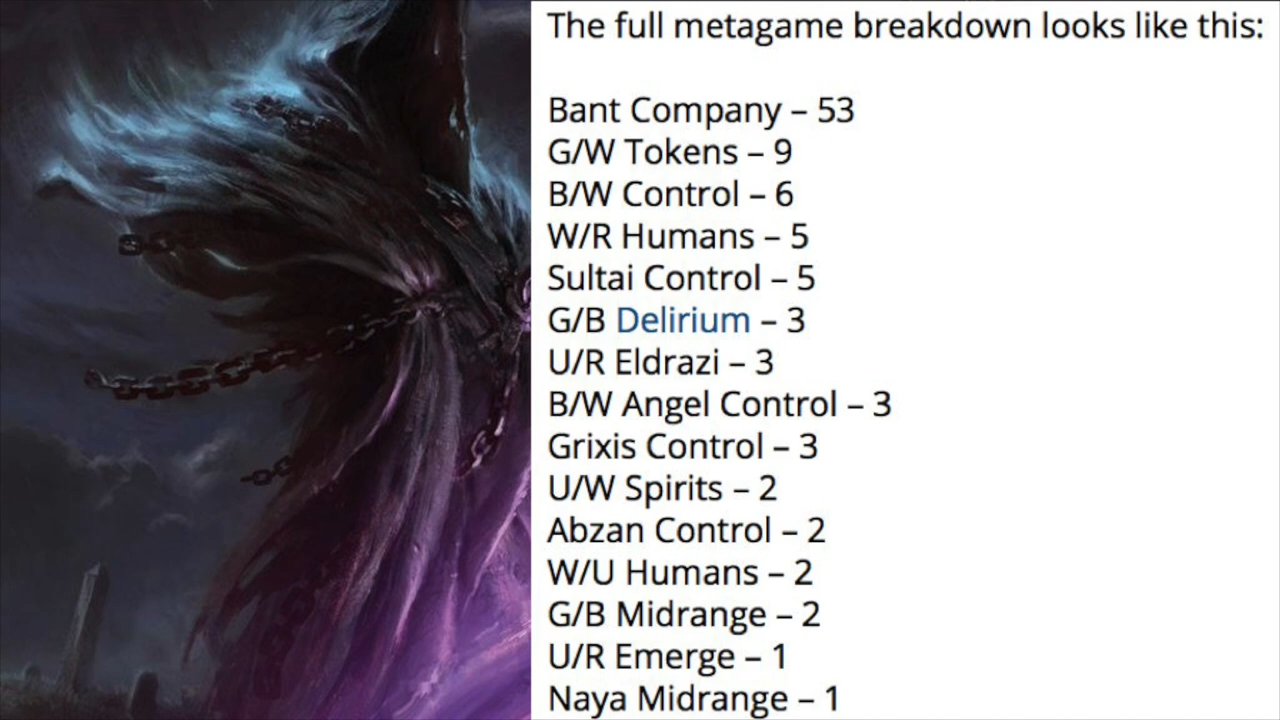 The full metagame breakdown looks like this:
Bant Company – 53
G/W Tokens – 9
B/W Control – 6
W/R Humans – 5
Sultai Control – 5
G/B Delirium – 3
U/R Eldrazi – 3
B/W Angel Control – 3
Grixis Control – 3
U/W Spirits – 2
Abzan Control – 2
W/U Humans – 2
G/B Midrange – 2
U/R Emerge – 1
Naya Midrange – 1